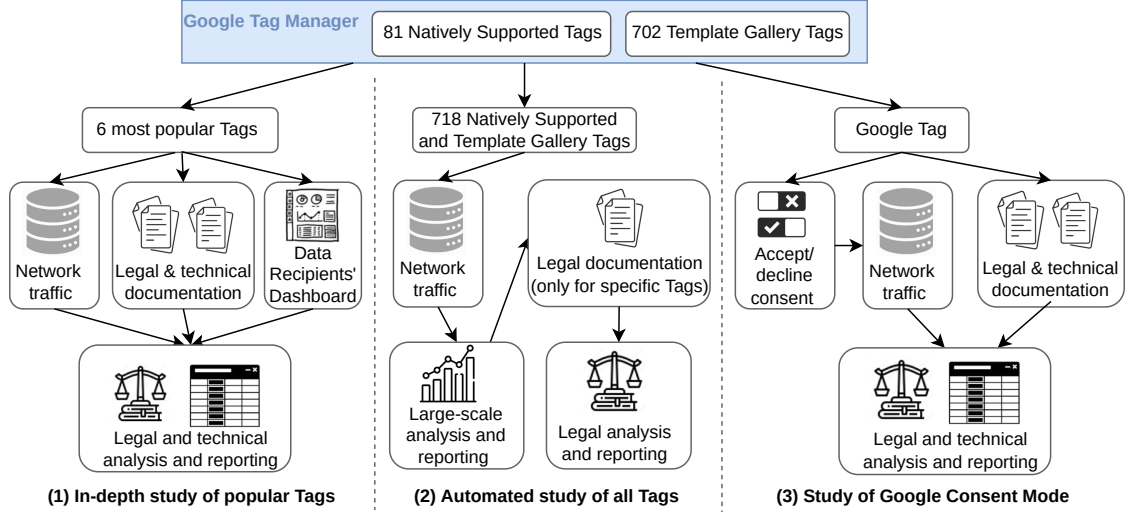 Google Tag Manager
81 Natively Supported Tags
702 Template Gallery Tags
6 most popular Tags
Network
traffic
Legal & technical
documentation
Data
Recipients'
Dashboard
Legal and technical
analysis and reporting
(1) In-depth study of popular Tags
718 Natively Supported
and Template Gallery Tags
Network
traffic
Legal documentation
(only for specific Tags)
Large-scale
analysis and
reporting
Legal analysis
and reporting
(2) Automated study of all Tags
Google Tag
Accept/
decline
consent
Network
traffic
Legal & technical
documentation
Legal and technical
analysis and reporting
(3) Study of Google Consent Mode